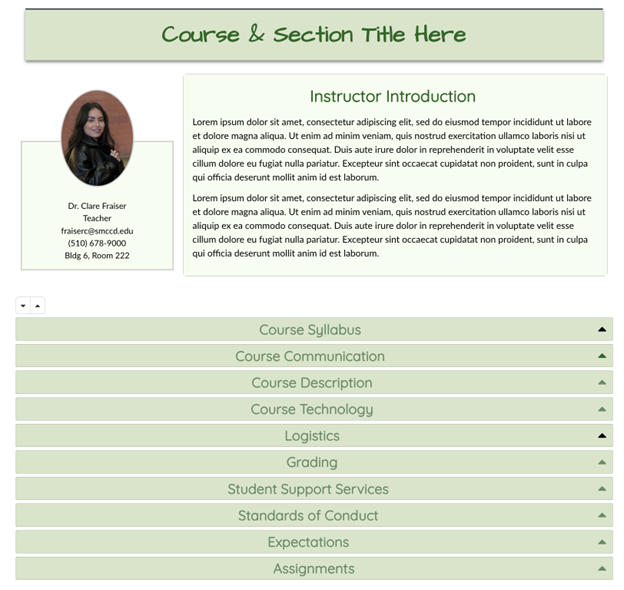 Course & Section Title Here
Instructor Introduction
Lorem ipsum dolor sit amet, consectetur adipiscing elit, sed do eiusmod tempor incididunt ut labore
et dolore magna aliqua. Ut enim ad minim veniam, quis nostrud exercitation ullamco laboris nisi ut
aliquip ex ea commodo consequat. Duis aute irure dolor in reprehenderit in voluptate velit esse
cillum dolore eu fugiat nulla pariatur. Excepteur sint occaecat cupidatat non proident, sunt in culpa
qui officia deserunt mollit anim id est laborum.
Lorem ipsum dolor sit amet, consectetur adipiscing elit, sed do eiusmod tempor incididunt ut labore
et dolore magna aliqua. Ut enim ad minim veniam, quis nostrud exercitation ullamco laboris nisi ut
aliquip ex ea commodo consequat. Duis aute irure dolor in reprehenderit in voluptate velit esse
cillum dolore eu fugiat nulla pariatur. Excepteur sint occaecat cupidatat non proident, sunt in culpa
qui officia deserunt mollit anim id est laborum.
Dr. Clare Fraiser
Teacher
fraiserc@smccd.edu
(510) 678-9000
Bldg 6, Room 222
Course Syllabus
Course Communication
Course Description
Course Technology
Logistics
Grading
Student Support Services
Standards of Conduct
Expectations
Assignments